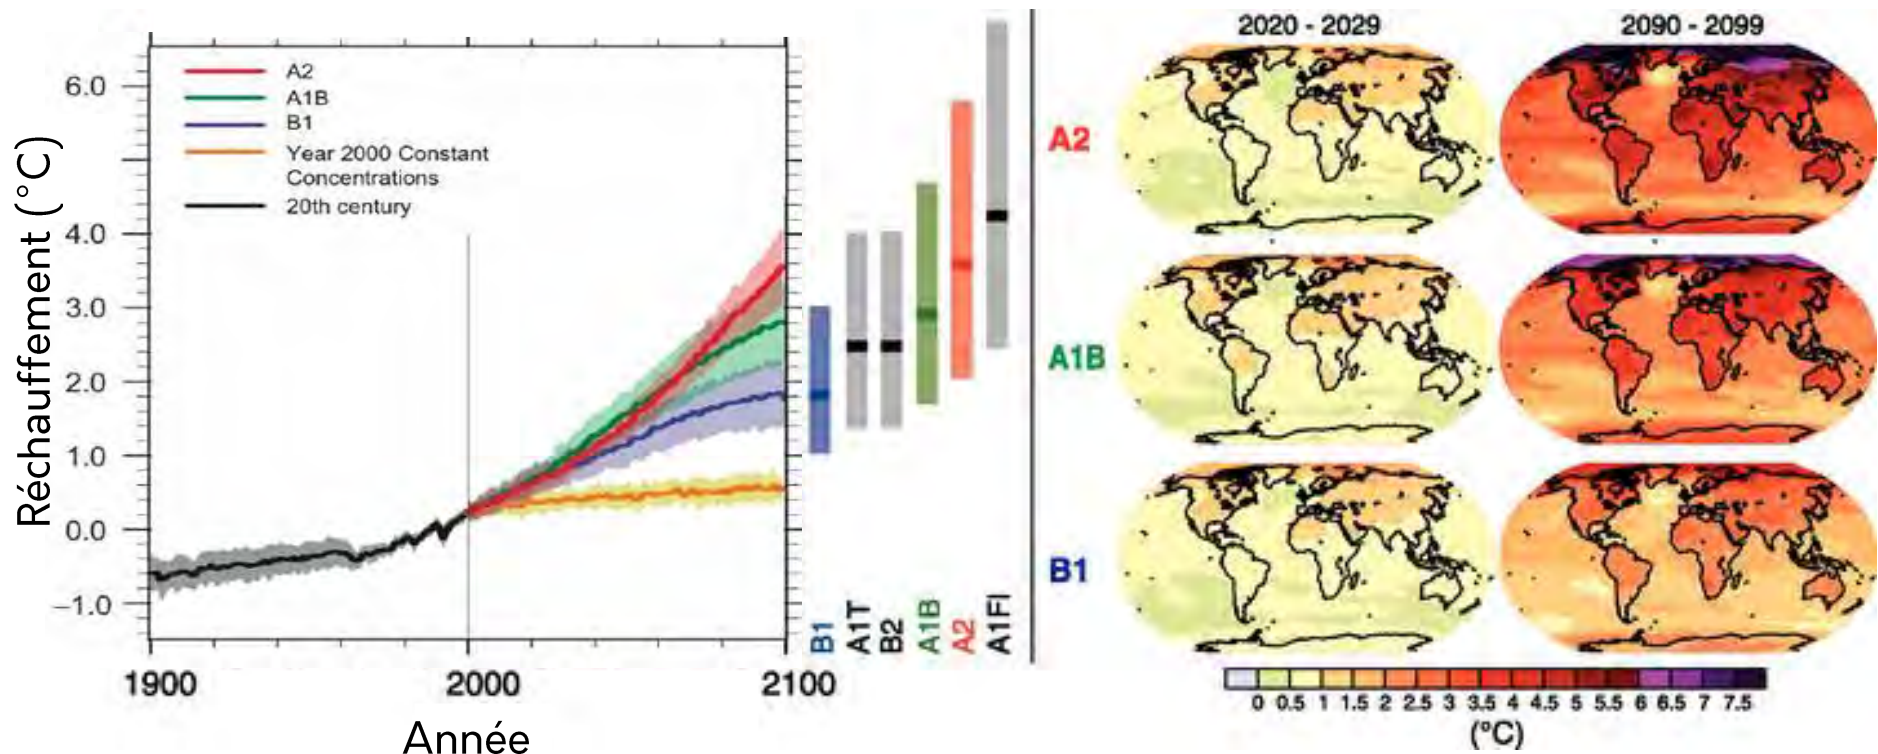 Réchauffement (°C)
6.0
4.0
3.0
2.0
1.0
0.0
–1.0
A2
A1B
B1
Year 2000 Constant
Concentrations
20th century
1900
2000
2100
Année
B1
A1T
B2
A1B
A2
A1FI
2020 - 2029
2090 - 2099
A2
A1B
B1
0 0.5 1 1.5 2 2.5 3 3.5 4 4.5 5 5.5 6 6.5 7 7.5
(°C)